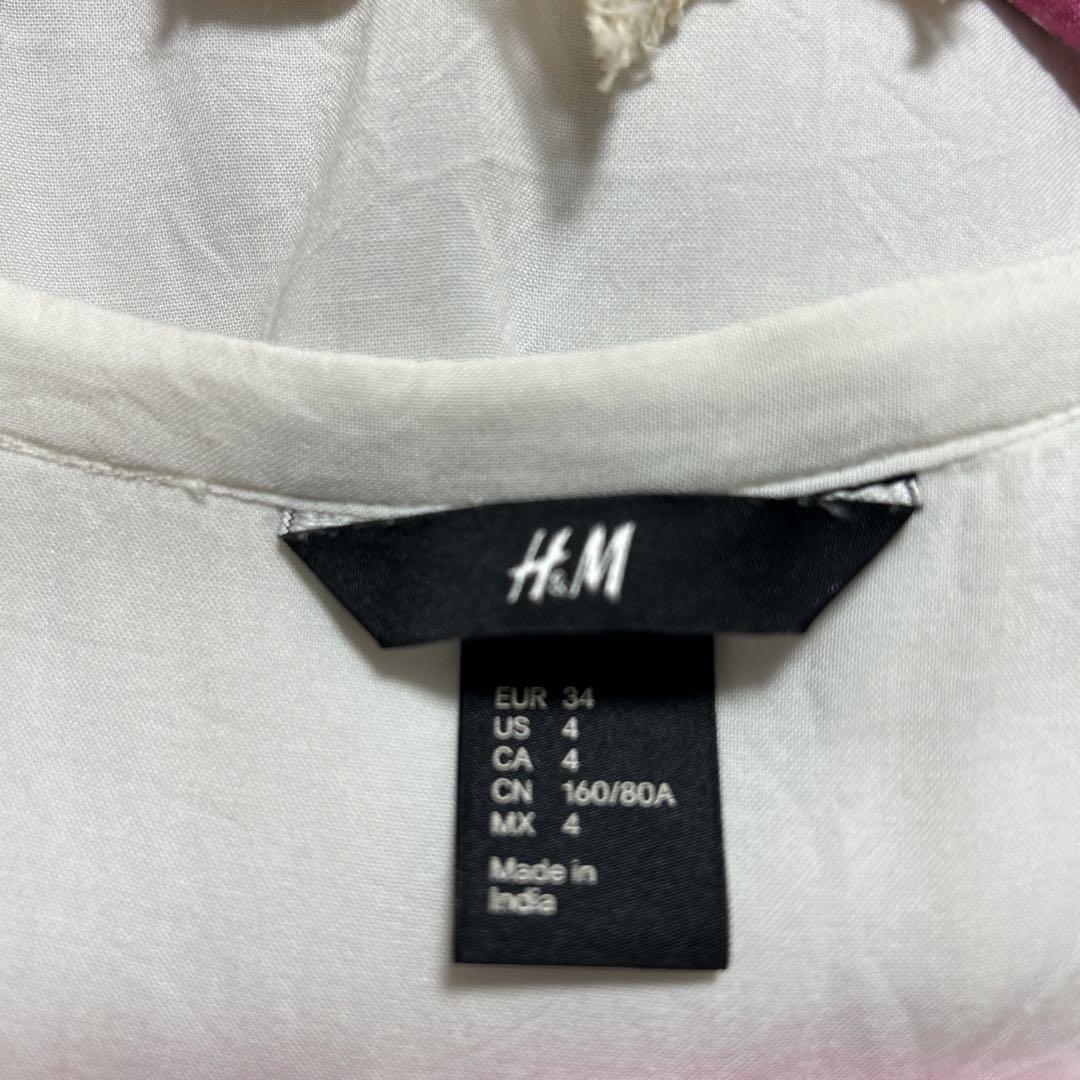 H&M
EUR 34
US 4
CA 4
CN 160/80A
MX 4
Made in
India